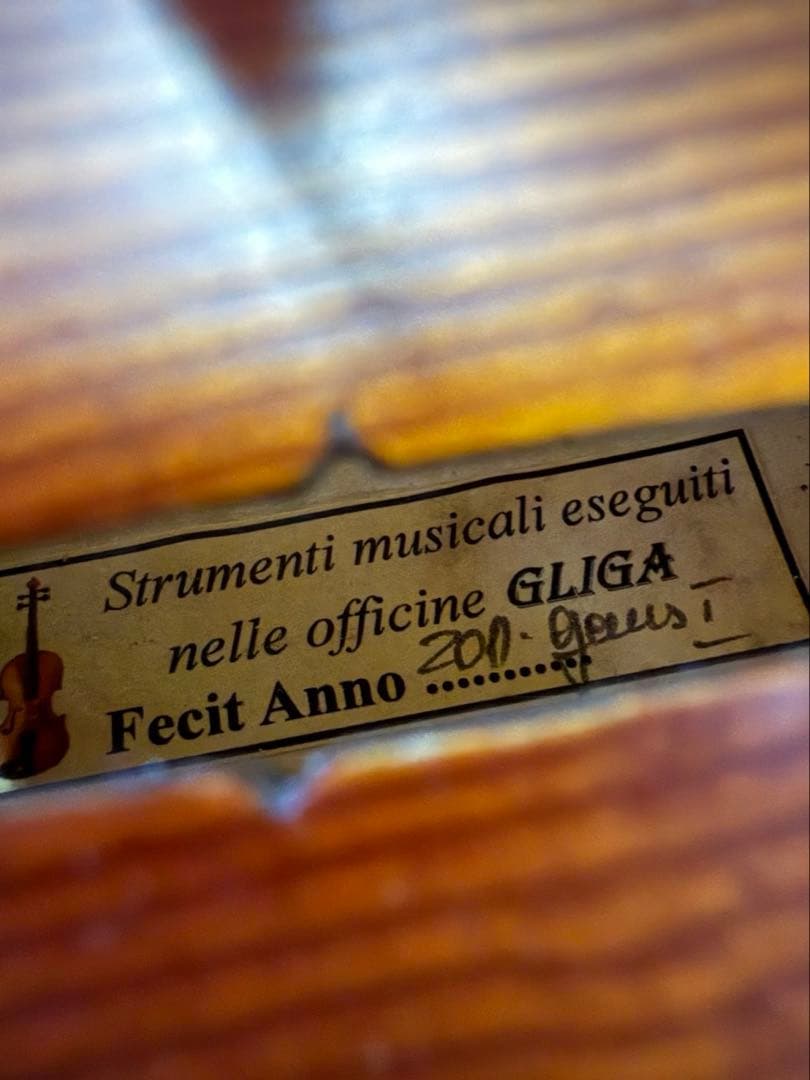 Strumenti musicali eseguiti
nelle officine GLIGA
Fecit Anno ........... I